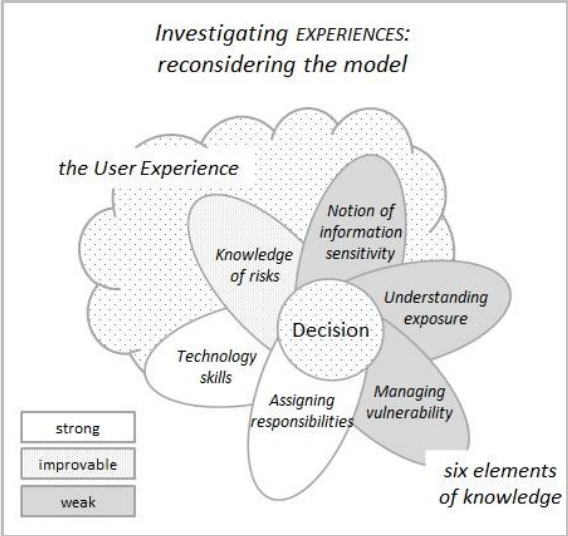 Investigating EXPERIENCES:
reconsidering the model
the User Experience
Notion of
information
sensitivity
Knowledge
of risks
Understanding
exposure
Decision
Technology
skills
Assigning
responsibilities
Managing
vulnerability
strong
improvable
weak
six elements
of knowledge